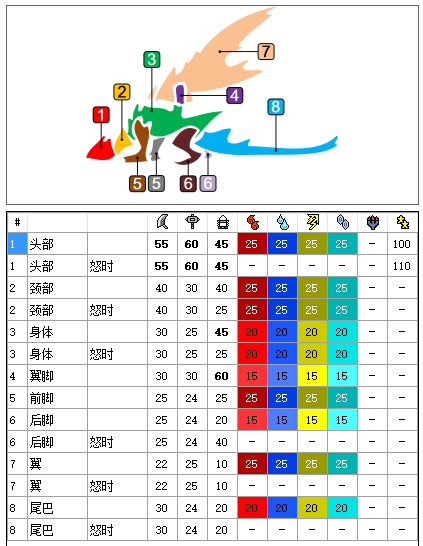 7
3
2
4
1
8
5 5 6 6
#
1 头部 55 60 45 25 25 25 25 – 100
1 头部 怒时 55 60 45 – – – – – 110
2 颈部 40 30 40 25 25 25 25 – –
2 颈部 怒时 40 30 25 25 25 25 25 – –
3 身体 30 25 45 20 20 20 20 – –
3 身体 怒时 30 25 25 20 20 20 20 – –
4 翼脚 30 30 60 15 15 15 15 – –
5 前脚 25 24 25 25 25 25 25 – –
6 后脚 25 24 20 15 15 15 15 – –
6 后脚 怒时 25 24 40 – – – – – –
7 翼 22 25 10 25 25 25 25 – –
7 翼 怒时 22 25 10 – – – – – –
8 尾巴 30 24 20 20 20 20 20 – –
8 尾巴 怒时 30 24 20 – – – – – –